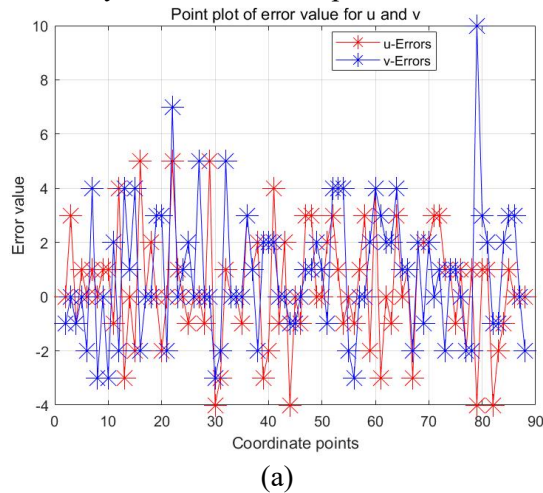 Point plot of error value for u and v
u-Errors
v-Errors
10
8
6
4
2
0
-2
-4
Error value
0 10 20 30 40 50 60 70 80 90
Coordinate points
(a)